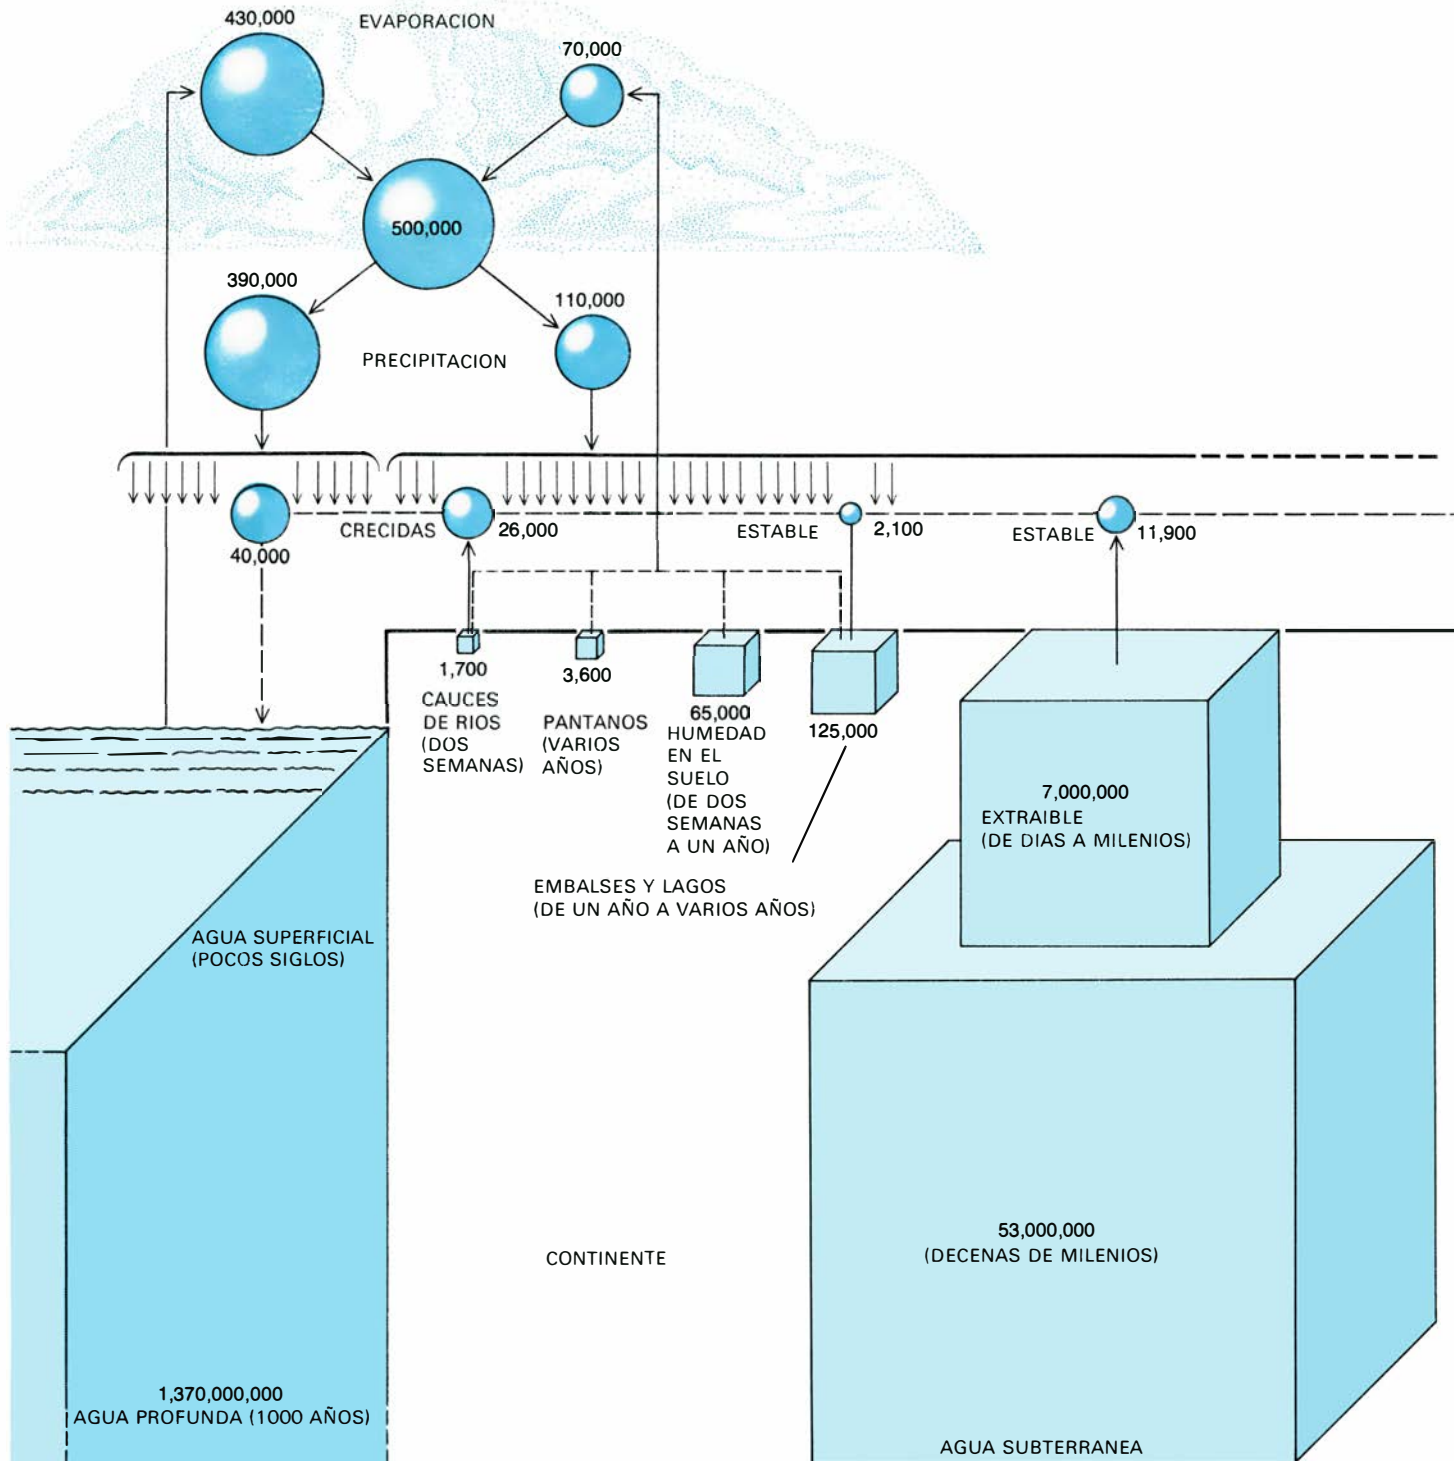 430,000
EVAPORACION
70,000
500,000
390,000
110,000
PRECIPITACION
40,000
CRECIDAS
26,000
ESTABLE
2,100
ESTABLE
11,900
1,700
CAUCES
DE RIOS
(DOS
SEMANAS)
3,600
PANTANOS
(VARIOS
AÑOS)
65,000
HUMEDAD
EN EL
SUELO
(DE DOS
SEMANAS
A UN AÑO)
125,000
EMBALSES Y LAGOS
(DE UN AÑO A VARIOS AÑOS)
7,000,000
EXTRAIBLE
(DE DIAS A MILENIOS)
AGUA SUPERFICIAL
(POCOS SIGLOS)
53,000,000
(DECENAS DE MILENIOS)
CONTINENTE
1,370,000,000
AGUA PROFUNDA (1000 AÑOS)
AGUA SUBTERRANEA